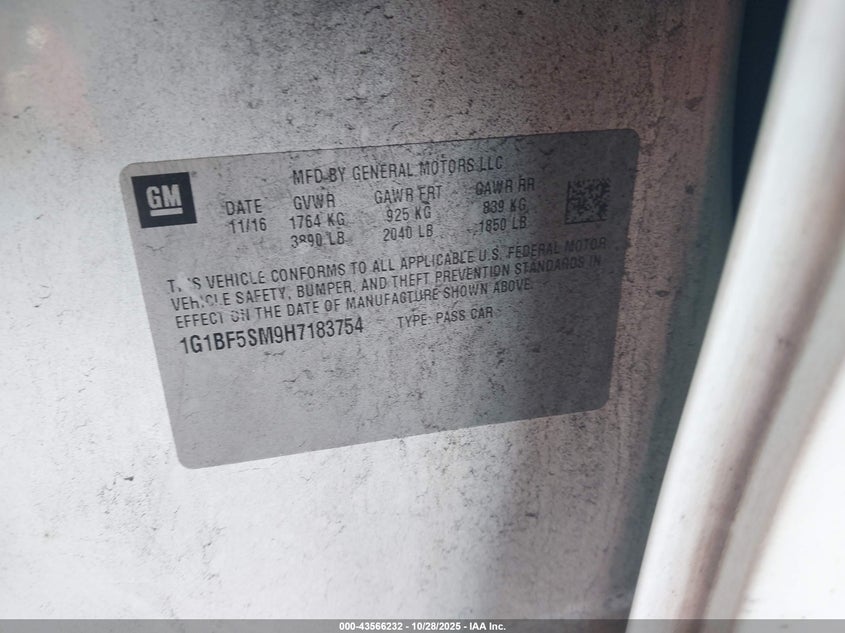 MFD BY GENERAL MOTORS LLC
GM
DATE GVWR GAWR FRT GAWR RR
11/16 1764 KG 925 KG 839 KG
3890 LB 2040 LB 1850 LB
THIS VEHICLE CONFORMS TO ALL APPLICABLE U.S. FEDERAL MOTOR
VEHICLE SAFETY, BUMPER, AND THEFT PREVENTION STANDARDS IN
EFFECT ON THE DATE OF MANUFACTURE SHOWN ABOVE.
1G1BF5SM9H7183754 TYPE: PASS CAR
000-43566232 - 10/28/2025 - IAA Inc.